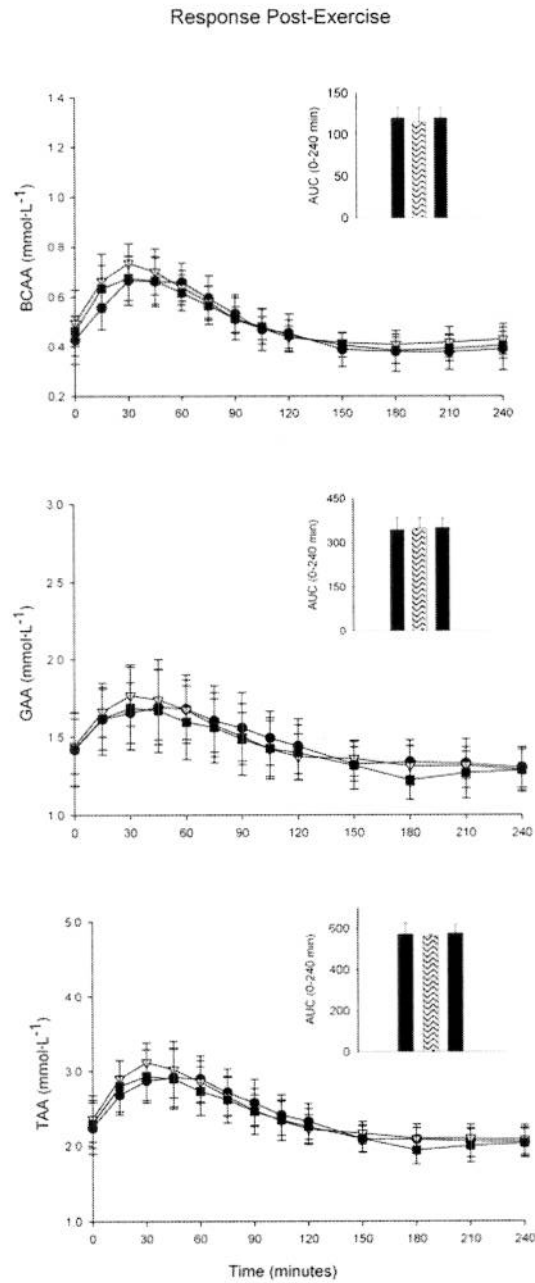 Response Post-Exercise
BCAA (mmol·L⁻¹)
1.4
1.2
1.0
0.8
0.6
0.4
0.2
0 30 60 90 120 150 180 210 240
AUC (0-240 min)
150
100
50
0
GAA (mmol·L⁻¹)
3.0
2.5
2.0
1.5
1.0
0 30 60 90 120 150 180 210 240
AUC (0-240 min)
450
300
150
0
TAA (mmol·L⁻¹)
5.0
4.0
3.0
2.0
1.0
0 30 60 90 120 150 180 210 240
AUC (0-240 min)
600
400
200
0
Time (minutes)